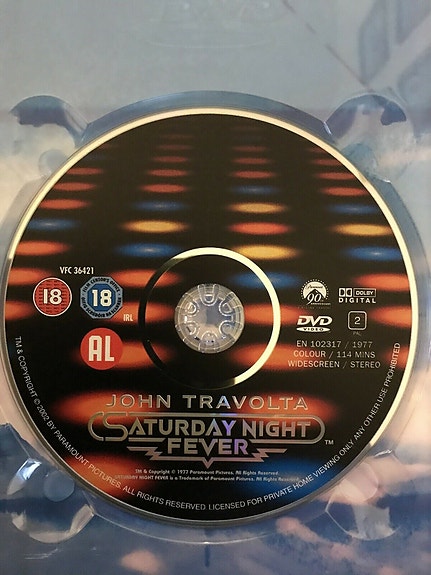 VFC 36421
18
18
IRL
AL
Paramount
90
DOLBY
DIGITAL
DVD
VIDEO
2
PAL
EN 102317 / 1977
COLOUR / 114 MINS
WIDESCREEN / STEREO
JOHN TRAVOLTA
SATURDAY NIGHT
FEVER™
TM & Copyright © 1977 Paramount Pictures. All Rights Reserved.
SATURDAY NIGHT FEVER is a Trademark of Paramount Pictures. All Rights Reserved.
TM & COPYRIGHT © 2002 BY PARAMOUNT PICTURES. ALL RIGHTS RESERVED. LICENSED FOR PRIVATE HOME VIEWING ONLY. ANY OTHER USE PROHIBITED